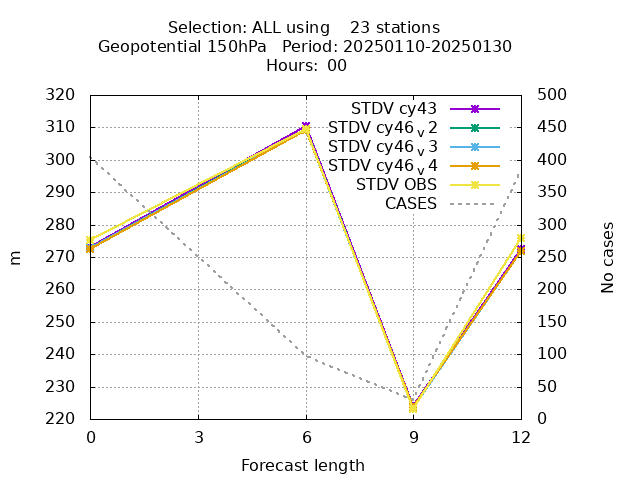 Selection: ALL using    23 stations
Geopotential 150hPa   Period: 20250110-20250130
Hours:  00
320
310
300
290
280
270
260
250
240
230
220
m
500
450
400
350
300
250
200
150
100
50
0
No cases
STDV cy43
STDV cy46 v 2
STDV cy46 v 3
STDV cy46 v 4
STDV OBS
CASES
0 3 6 9 12
Forecast length